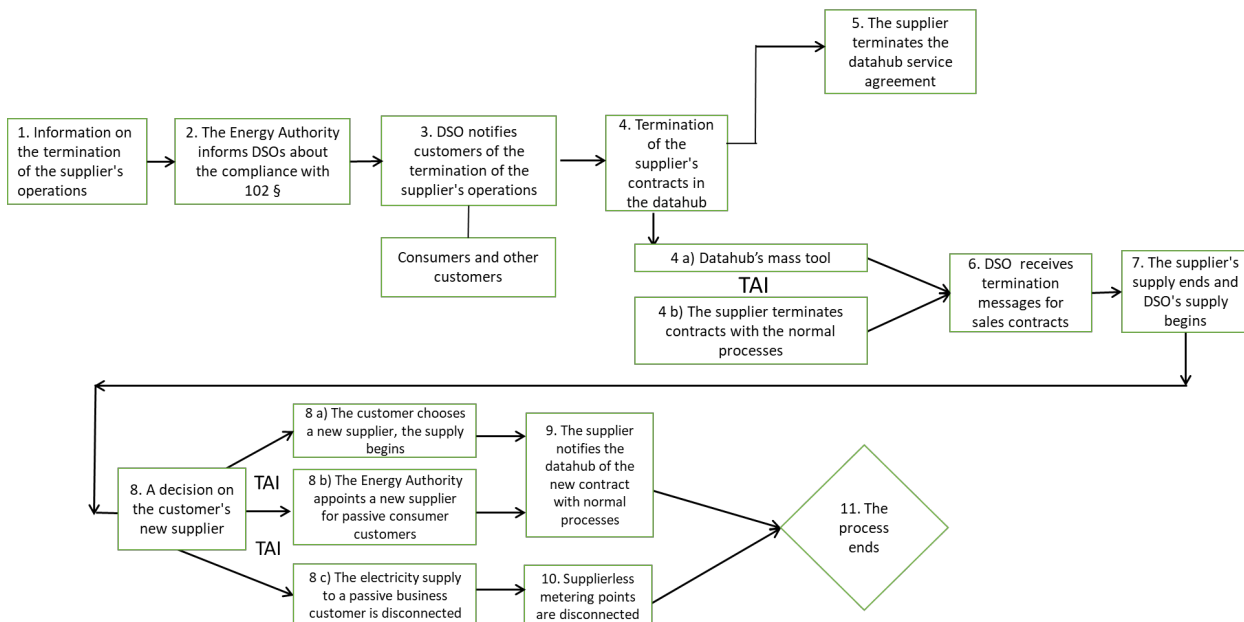 5. The supplier
terminates the
datahub service
agreement
1. Information on
the termination
of the supplier's
operations
2. The Energy Authority
informs DSOs about
the compliance with
102 §
3. DSO notifies
customers of the
termination of the
supplier's operations
4. Termination
of the
supplier's
contracts in
the datahub
Consumers and other
customers
4 a) Datahub’s mass tool
TAI
4 b) The supplier terminates
contracts with the normal
processes
6. DSO receives
termination
messages for
sales contracts
7. The supplier's
supply ends and
DSO's supply
begins
8. A decision on
the customer's
new supplier
TAI
TAI
8 a) The customer chooses
a new supplier, the supply
begins
8 b) The Energy Authority
appoints a new supplier
for passive consumer
customers
8 c) The electricity supply
to a passive business
customer is disconnected
9. The supplier
notifies the
datahub of the
new contract
with normal
processes
10. Supplierless
metering points
are disconnected
11. The
process
ends